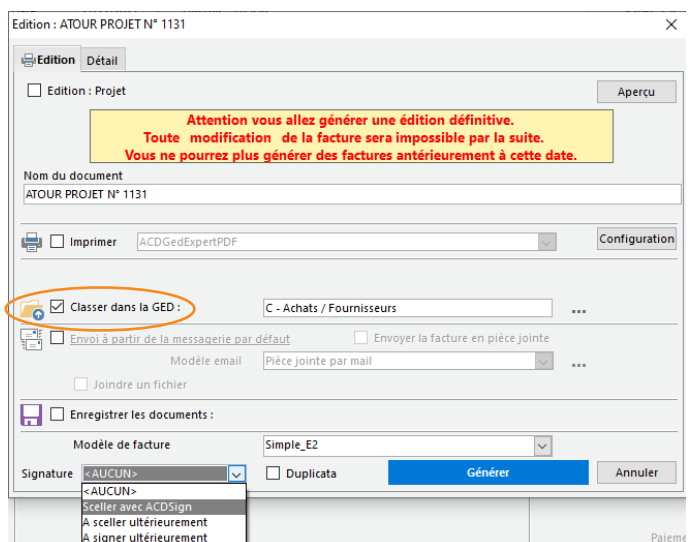 Edition : ATOUR PROJET N° 1131
Edition Détail
Edition : Projet
Aperçu
Attention vous allez générer une édition définitive.
Toute modification de la facture sera impossible par la suite.
Vous ne pourrez plus générer des factures antérieurement à cette date.
Nom du document
ATOUR PROJET N° 1131
Imprimer ACDGedExpertPDF Configuration
Classer dans la GED : C - Achats / Fournisseurs ...
Envoi à partir de la messagerie par défaut Envoyer la facture en pièce jointe
Modèle email Pièce jointe par mail ...
Joindre un fichier
Enregistrer les documents :
Modèle de facture Simple_E2
Signature <AUCUN> Duplicata Générer Annuler
<AUCUN>
Sceller avec ACDSign
A sceller ultérieurement
A signer ultérieurement